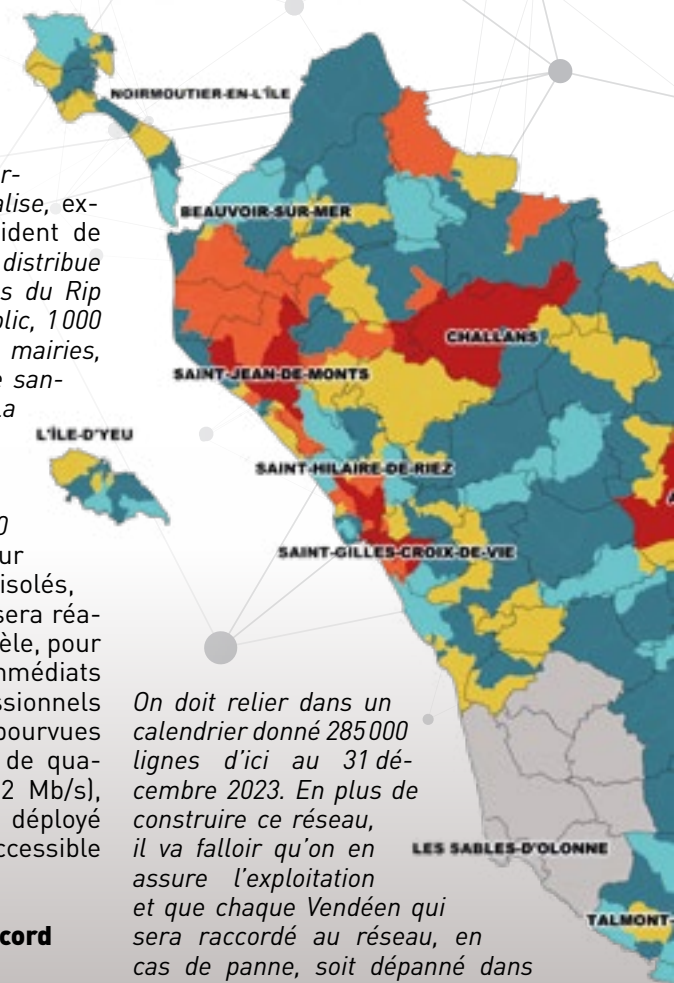 NOIRMOUTIER-EN-L'ÎLE
BEAUVOIR-SUR-MER
CHALLANS
SAINT-JEAN-DE-MONTS
L'ÎLE-D'YEU
SAINT-HILAIRE-DE-RIEZ
SAINT-GILLES-CROIX-DE-VIE
LES SABLES-D'OLONNE
TALMONT-
r-
alise, ex-
ident de
distribue
s du Rip
lic, 1 000
mairies,
e san-
la
0
ur
isolés,
sera réa-
èle, pour
mmédiats
ssionnels
pourvues
de qua-
2 Mb/s),
déployé
ccessible
cord
On doit relier dans un
calendrier donné 285 000
lignes d'ici au 31 dé-
cembre 2023. En plus de
construire ce réseau,
il va falloir qu'on en
assure l'exploitation
et que chaque Vendéen qui
sera raccordé au réseau, en
cas de panne, soit dépanné dans